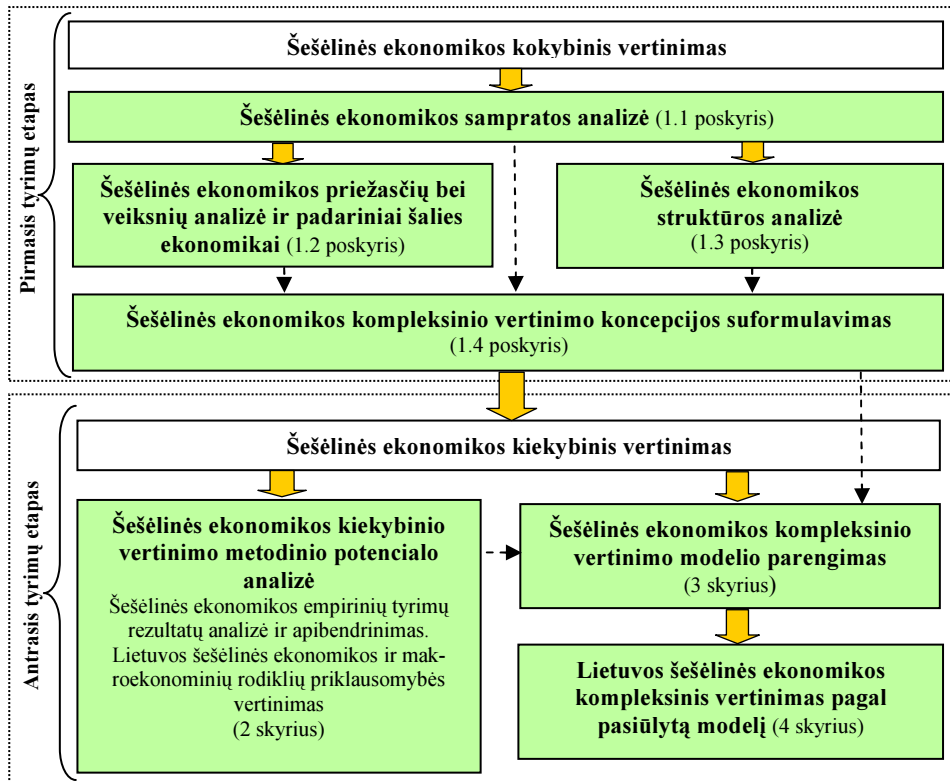 Pirmasis tyrimų etapas
Šešėlinės ekonomikos kokybinis vertinimas
Šešėlinės ekonomikos sampratos analizė (1.1 poskyris)
Šešėlinės ekonomikos priežasčių bei
veiksnių analizė ir padariniai šalies
ekonomikai (1.2 poskyris)
Šešėlinės ekonomikos
struktūros analizė
(1.3 poskyris)
Šešėlinės ekonomikos kompleksinio vertinimo koncepcijos suformulavimas
(1.4 poskyris)
Antrasis tyrimų etapas
Šešėlinės ekonomikos kiekybinis vertinimas
Šešėlinės ekonomikos kiekybinio
vertinimo metodinio potencialo
analizė
Šešėlinės ekonomikos empirinių tyrimų
rezultatų analizė ir apibendrinimas.
Lietuvos šešėlinės ekonomikos ir mak-
roekonominių rodiklių priklausomybės
vertinimas
(2 skyrius)
Šešėlinės ekonomikos kompleksinio
vertinimo modelio parengimas
(3 skyrius)
Lietuvos šešėlinės ekonomikos
kompleksinis vertinimas pagal
pasiūlytą modelį (4 skyrius)